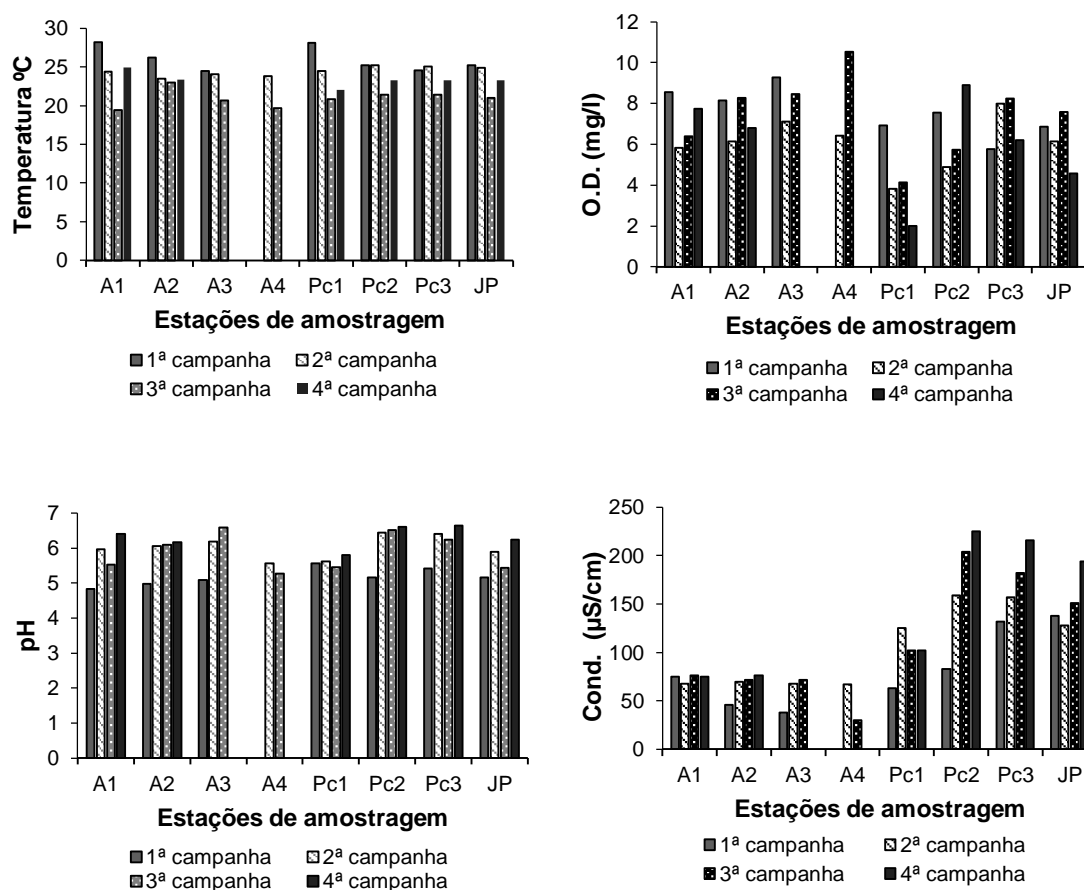 Temperatura ºC
30
25
20
15
10
5
0
A1 A2 A3 A4 Pc1 Pc2 Pc3 JP
Estações de amostragem
1ª campanha 2ª campanha
3ª campanha 4ª campanha
O.D. (mg/l)
12
10
8
6
4
2
0
A1 A2 A3 A4 Pc1 Pc2 Pc3 JP
Estações de amostragem
1ª campanha 2ª campanha
3ª campanha 4ª campanha
pH
7
6
5
4
3
2
1
0
A1 A2 A3 A4 Pc1 Pc2 Pc3 JP
Estações de amostragem
1ª campanha 2ª campanha
3ª campanha 4ª campanha
Cond. (µS/cm)
250
200
150
100
50
0
A1 A2 A3 A4 Pc1 Pc2 Pc3 JP
Estações de amostragem
1ª campanha 2ª campanha
3ª campanha 4ª campanha